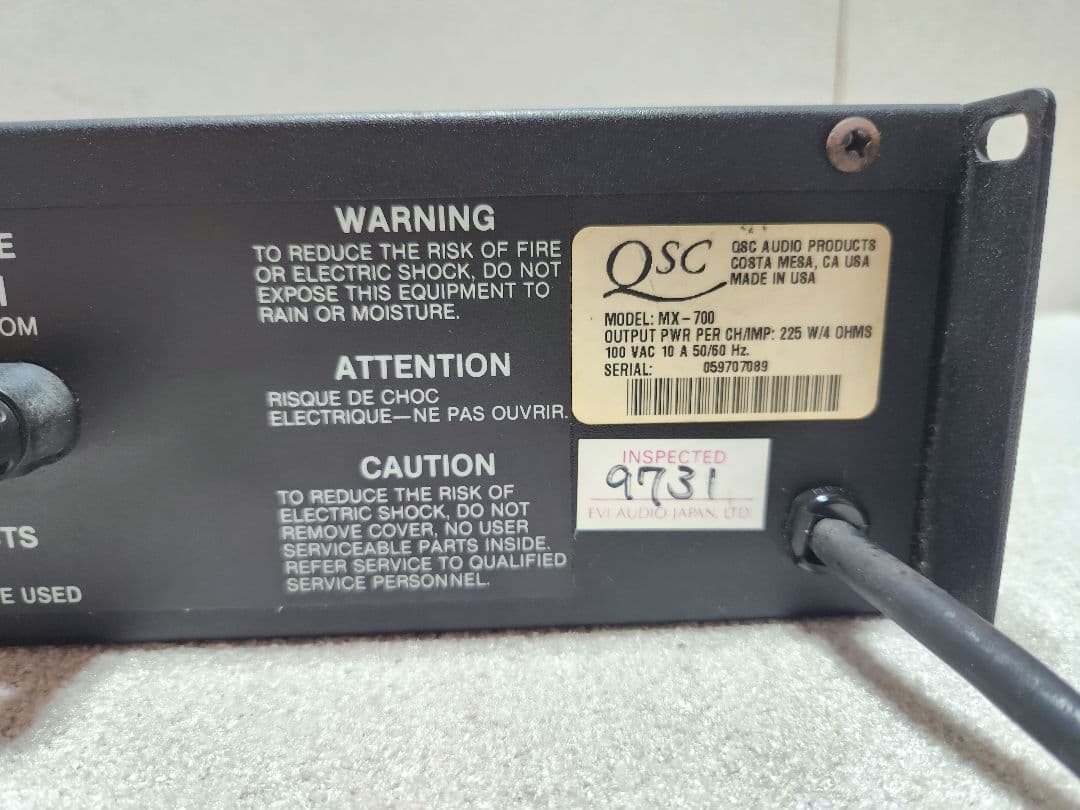 E
OM
TS
E USED
WARNING
TO REDUCE THE RISK OF FIRE
OR ELECTRIC SHOCK, DO NOT
EXPOSE THIS EQUIPMENT TO
RAIN OR MOISTURE.
ATTENTION
RISQUE DE CHOC
ELECTRIQUE—NE PAS OUVRIR.
CAUTION
TO REDUCE THE RISK OF
ELECTRIC SHOCK, DO NOT
REMOVE COVER, NO USER
SERVICEABLE PARTS INSIDE.
REFER SERVICE TO QUALIFIED
SERVICE PERSONNEL.
QSC
QSC AUDIO PRODUCTS
COSTA MESA, CA USA
MADE IN USA
MODEL: MX-700
OUTPUT PWR PER CH/IMP: 225 W/4 OHMS
100 VAC 10 A 50/60 Hz.
SERIAL: 059707089
INSPECTED
9731
EVI AUDIO JAPAN, LTD.